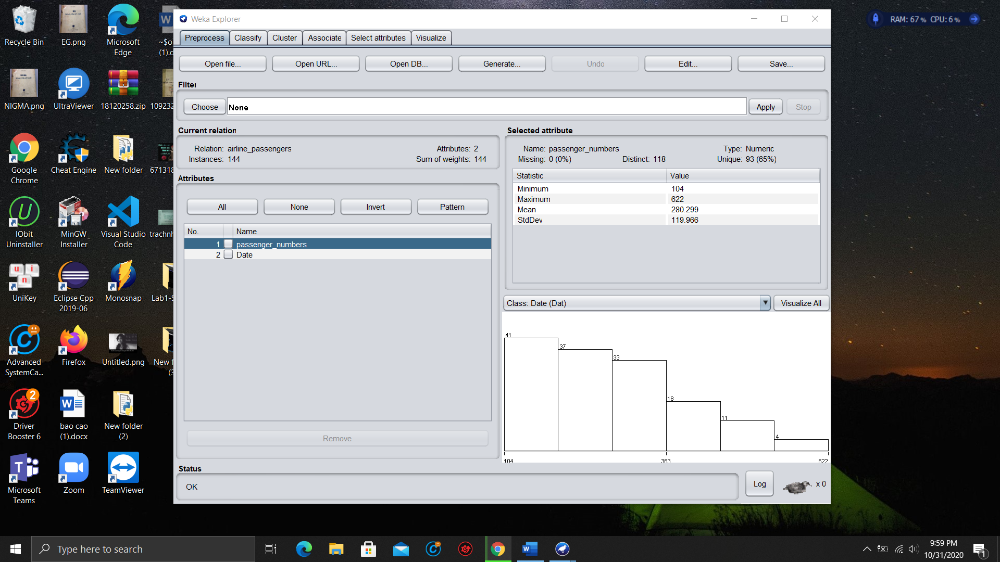 Recycle Bin
EG.png
Microsoft
Edge
~$o
(1).d
NIGMA.png
UltraViewer
18120258.zip
109232
Google
Chrome
Cheat Engine
New folder
671318
IObit
Uninstaller
MinGW
Installer
Visual Studio
Code
trachnh
UniKey
Eclipse Cpp
2019-06
Monosnap
Lab1-S
Advanced
SystemCa...
Firefox
Untitled.png
New f
(3
Driver
Booster 6
2
bao cao
(1).docx
New folder
(2)
Microsoft
Teams
Zoom
TeamViewer
RAM: 67 % CPU: 6 %
Weka Explorer
Preprocess Classify Cluster Associate Select attributes Visualize
Open file... Open URL... Open DB... Generate... Undo Edit... Save...
Filter
Choose None Apply Stop
Current relation
Relation: airline_passengers Attributes: 2
Instances: 144 Sum of weights: 144
Attributes
All None Invert Pattern
No. Name
1 passenger_numbers
2 Date
Remove
Selected attribute
Name: passenger_numbers Type: Numeric
Missing: 0 (0%) Distinct: 118 Unique: 93 (65%)
Statistic Value
Minimum 104
Maximum 622
Mean 280.299
StdDev 119.966
Class: Date (Dat) Visualize All
41
37
33
18
11
4
104 363 622
Status
OK
Log x 0
Type here to search
9:59 PM
10/31/2020
1